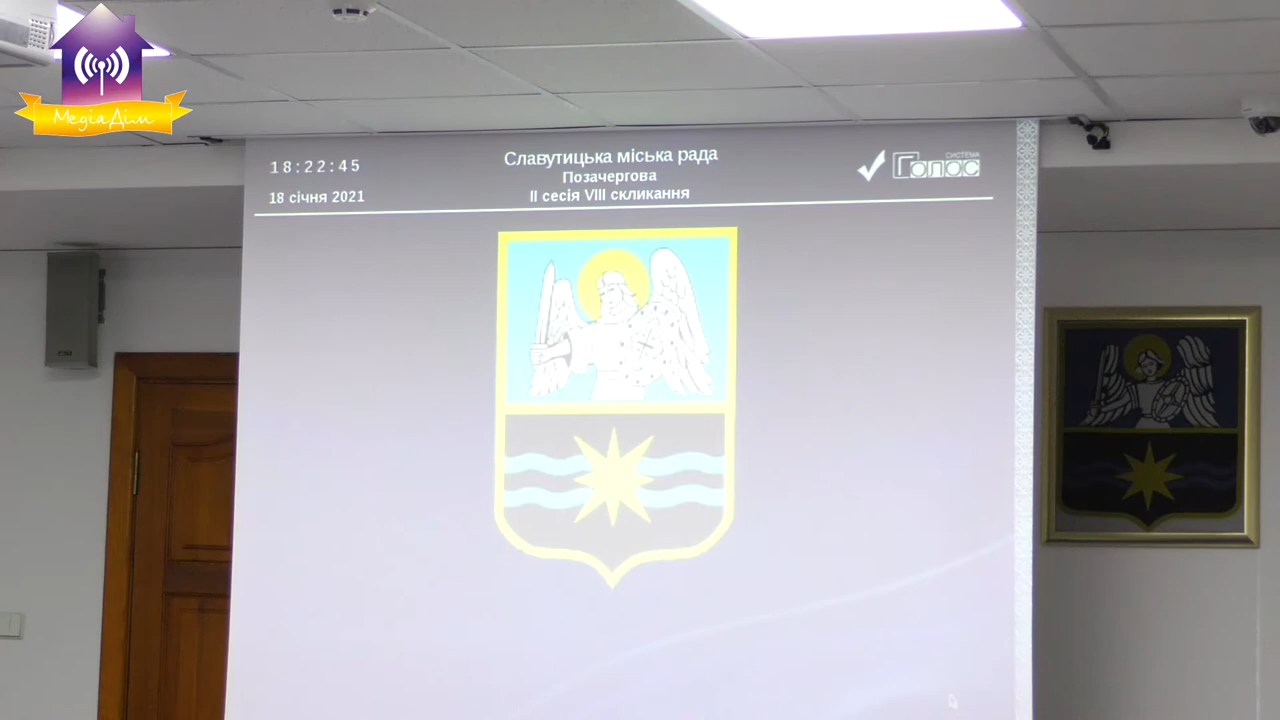 МедіаДім
18:22:45
18 січня 2021
Славутицька міська рада
Позачергова
II сесія VIII скликання
СИСТЕМА
Голос